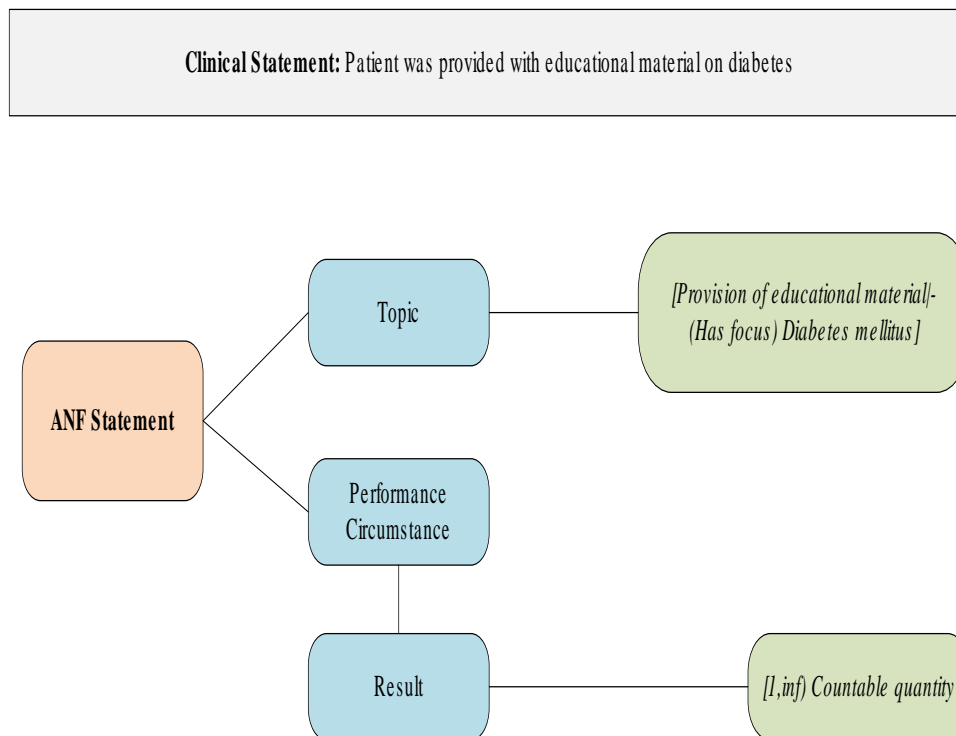 Clinical Statement: Patient was provided with educational material on diabetes
Topic
[Provision of educational material|-
(Has focus) Diabetes mellitus]
ANF Statement
Performance
Circumstance
Result
[1,inf) Countable quantity